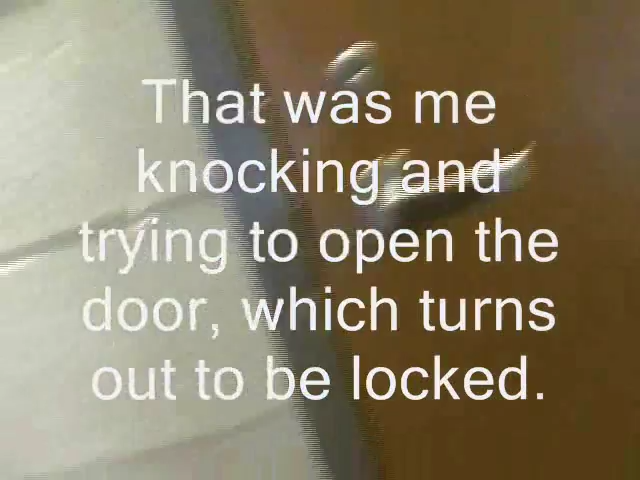 That was me
knocking and
trying to open the
door, which turns
out to be locked.